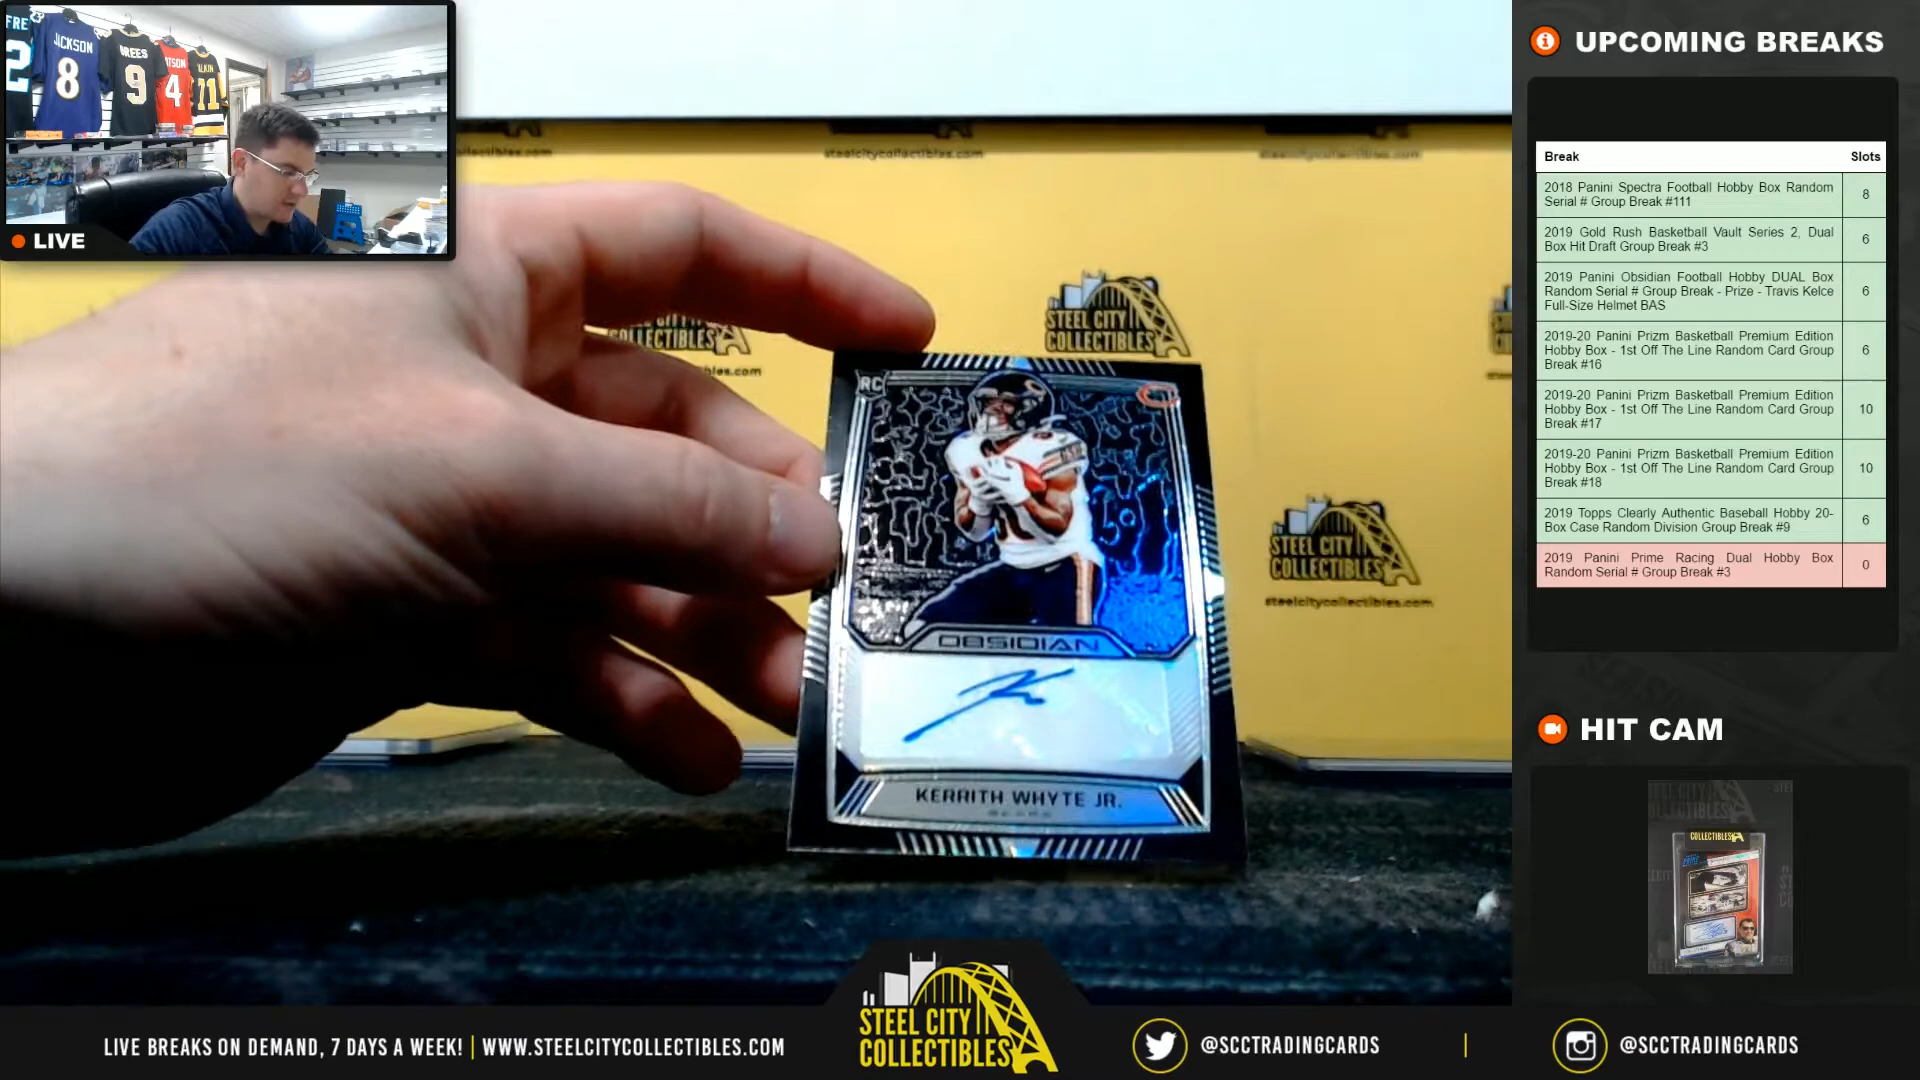 JACKSON
8
BREES
9
4
LIVE
steelcitycollectibles.com
STEEL CITY
COLLECTIBLES
STEEL CITY
COLLECTIBLES
steelcitycollectibles.com
RC
OBSIDIAN
KERRITH WHYTE JR.
UPCOMING BREAKS
Break Slots
2018 Panini Spectra Football Hobby Box Random
Serial # Group Break #111 8
2019 Gold Rush Basketball Vault Series 2, Dual
Box Hit Draft Group Break #3 6
2019 Panini Obsidian Football Hobby DUAL Box
Random Serial # Group Break - Prize - Travis Kelce
Full-Size Helmet BAS 6
2019-20 Panini Prizm Basketball Premium Edition
Hobby Box - 1st Off The Line Random Card Group
Break #16 6
2019-20 Panini Prizm Basketball Premium Edition
Hobby Box - 1st Off The Line Random Card Group
Break #17 10
2019-20 Panini Prizm Basketball Premium Edition
Hobby Box - 1st Off The Line Random Card Group
Break #18 10
2019 Topps Clearly Authentic Baseball Hobby 20-
Box Case Random Division Group Break #9 6
2019 Panini Prime Racing Dual Hobby Box
Random Serial # Group Break #3 0
HIT CAM
COLLECTIBLES
LIVE BREAKS ON DEMAND, 7 DAYS A WEEK! | WWW.STEELCITYCOLLECTIBLES.COM
STEEL CITY
COLLECTIBLES
@SCCTRADINGCARDS
@SCCTRADINGCARDS